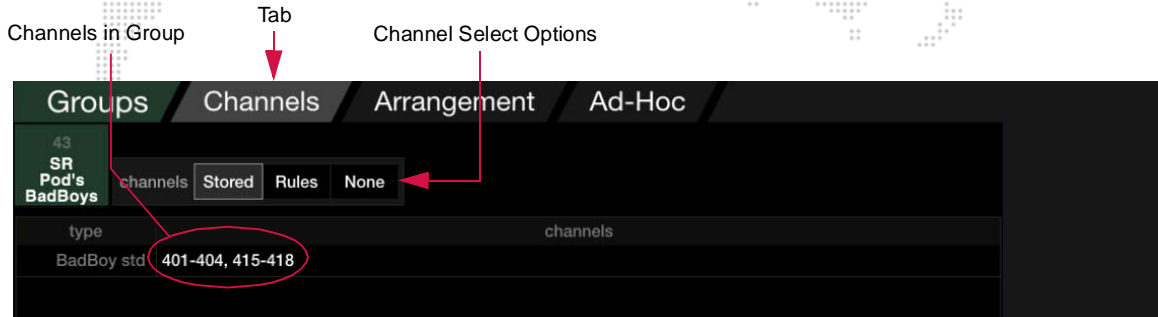 Tab
Channels in Group
Channel Select Options
Groups Channels Arrangement Ad-Hoc
43
SR
Pod's
BadBoys
channels Stored Rules None
type channels
BadBoy std 401-404, 415-418